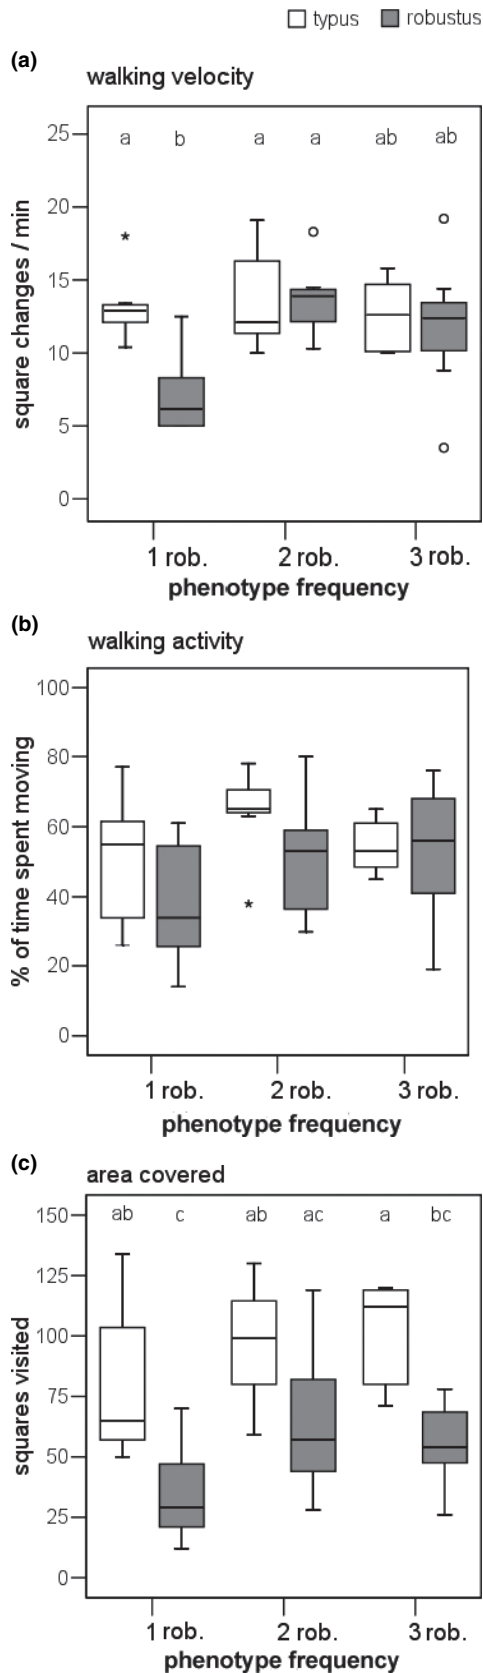 typus robustus
(a)
walking velocity
25
20
15
10
5
0
a b a a ab ab
* 
square changes / min
1 rob. 2 rob. 3 rob.
phenotype frequency
(b)
walking activity
100
80
60
40
20
0
*
% of time spent moving
1 rob. 2 rob. 3 rob.
phenotype frequency
(c)
area covered
150
125
100
75
50
25
0
ab c ab ac a bc
squares visited
1 rob. 2 rob. 3 rob.
phenotype frequency